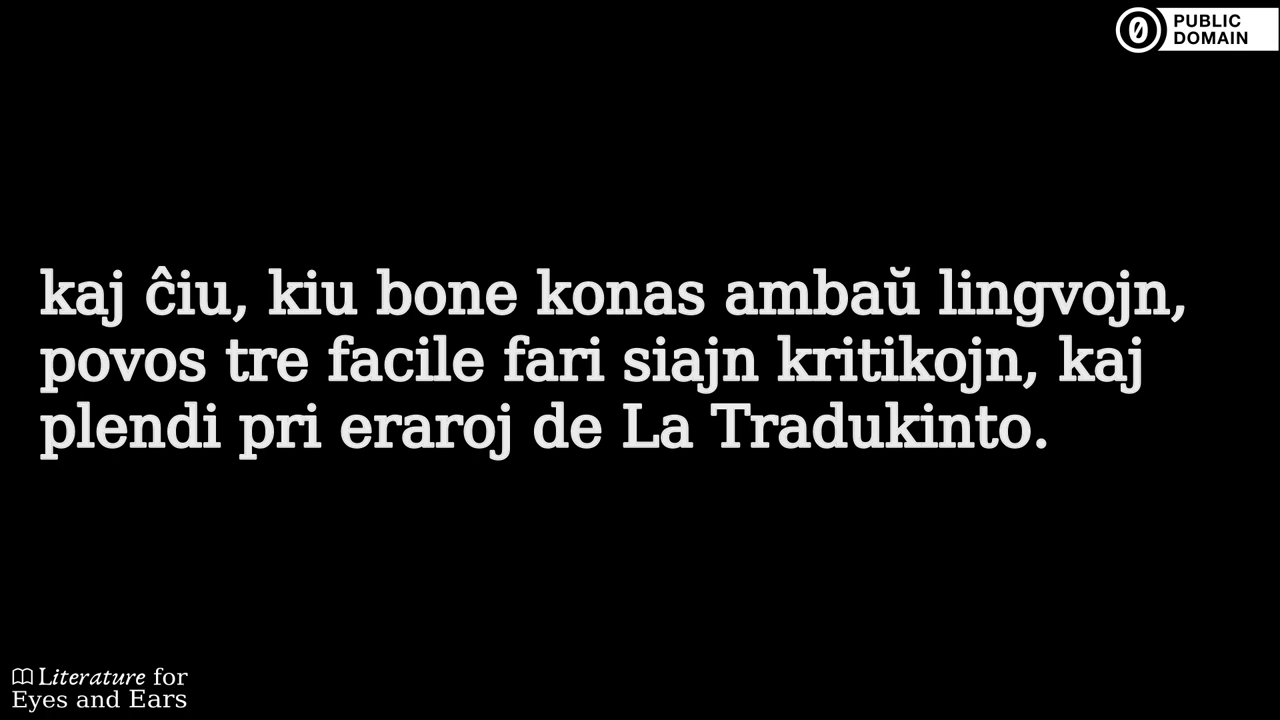 PUBLIC
DOMAIN
kaj ĉiu, kiu bone konas ambaŭ lingvojn,
povos tre facile fari siajn kritikojn, kaj
plendi pri eraroj de La Tradukinto.
Literature for
Eyes and Ears